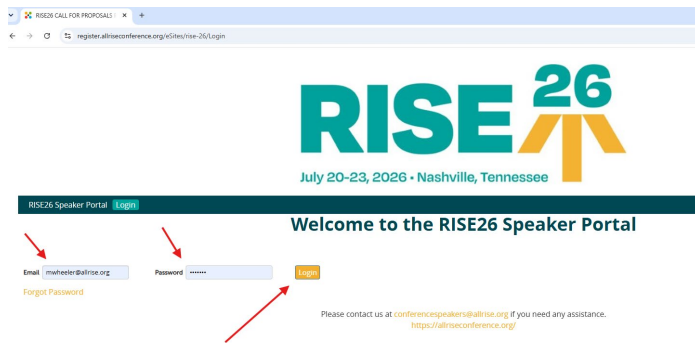 RISE26 CALL FOR PROPOSALS
register.allriseconference.org/eSites/rise-26/Login
RISE 26
July 20-23, 2026 • Nashville, Tennessee
RISE26 Speaker Portal Login
Welcome to the RISE26 Speaker Portal
Email mwheeler@allrise.org Password ••••••• Login
Forgot Password
Please contact us at conferencespeakers@allrise.org if you need any assistance.
https://allriseconference.org/